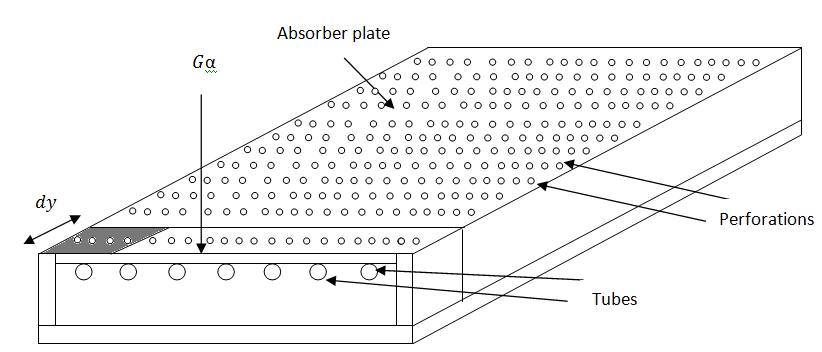 Absorber plate
Gα
dy
Perforations
Tubes